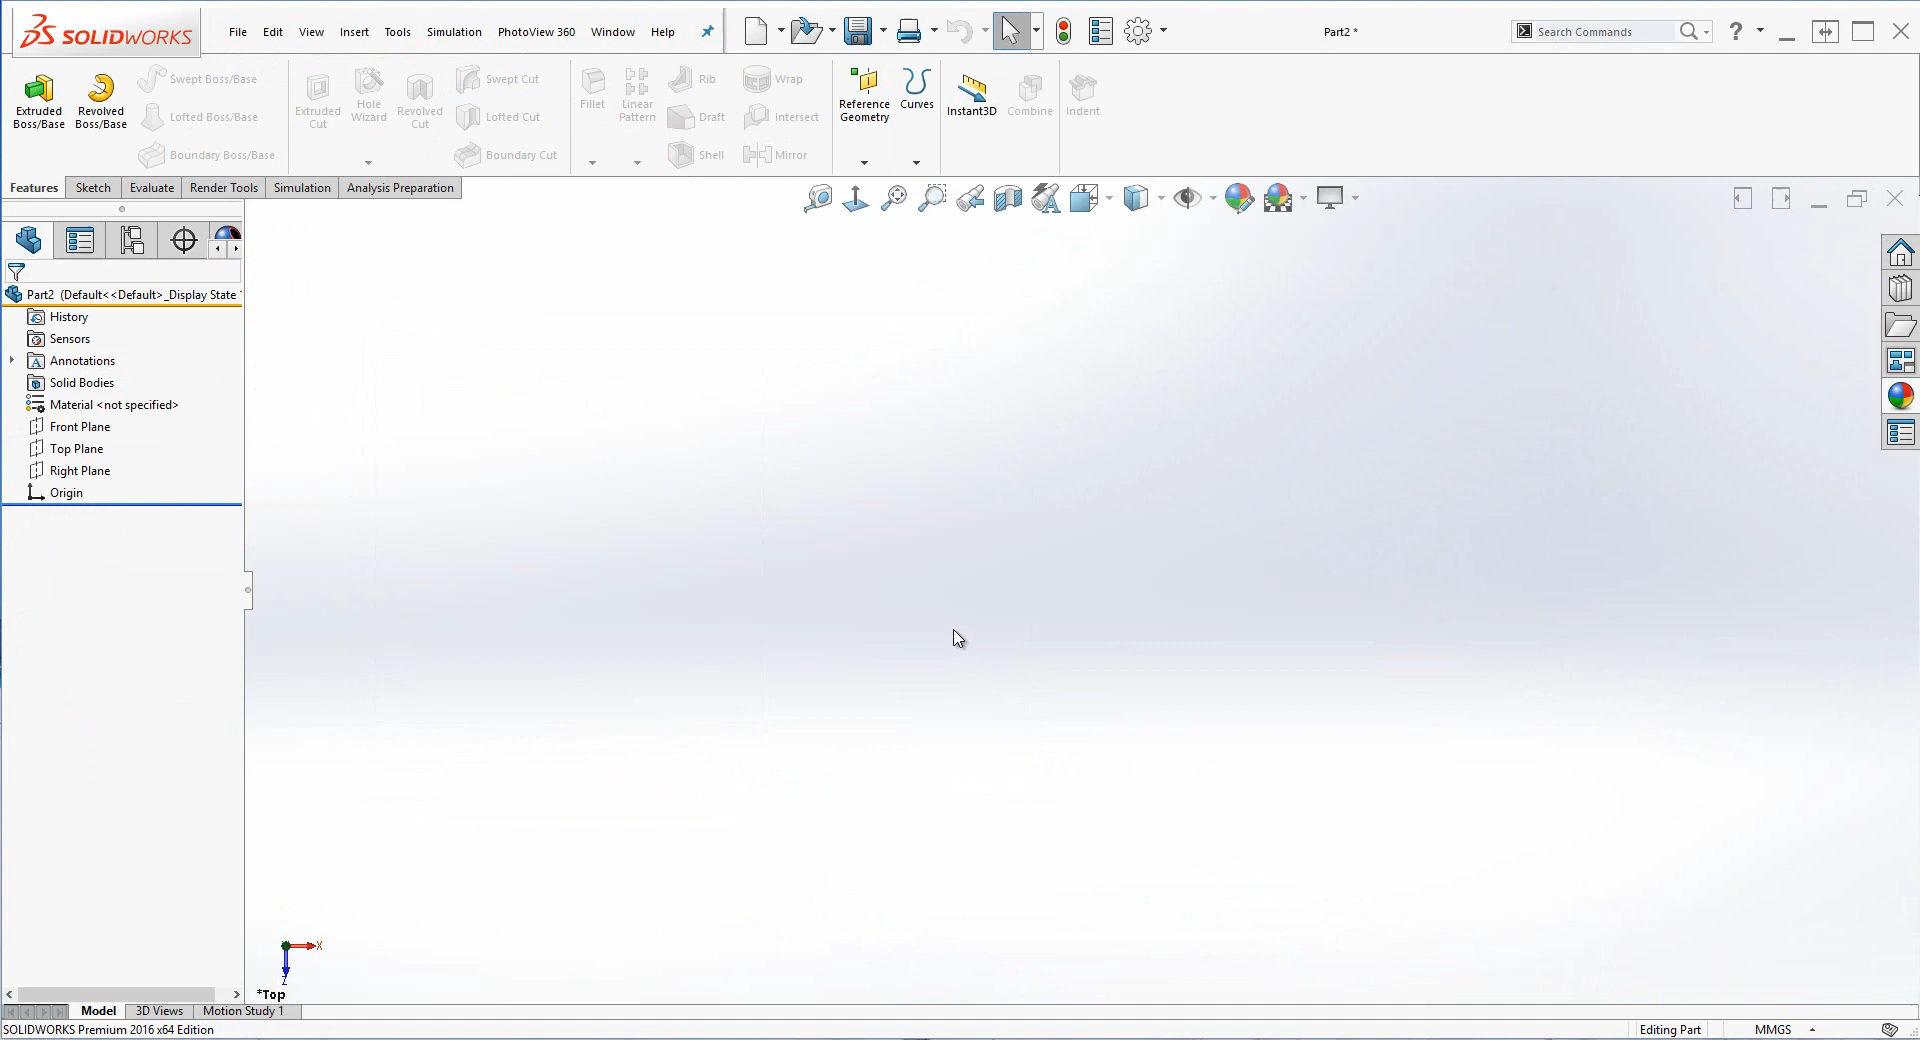 SOLIDWORKS
File Edit View Insert Tools Simulation PhotoView 360 Window Help
Part2 *
Search Commands
?
Extruded Boss/Base
Revolved Boss/Base
Swept Boss/Base
Lofted Boss/Base
Boundary Boss/Base
Extruded Cut
Hole Wizard
Revolved Cut
Swept Cut
Lofted Cut
Boundary Cut
Fillet
Linear Pattern
Rib
Draft
Shell
Wrap
Intersect
Mirror
Reference Geometry
Curves
Instant3D
Combine
Indent
Features Sketch Evaluate Render Tools Simulation Analysis Preparation
Part2 (Default<<Default>_Display State
History
Sensors
Annotations
Solid Bodies
Material <not specified>
Front Plane
Top Plane
Right Plane
Origin
X
Z
*Top
Model 3D Views Motion Study 1
SOLIDWORKS Premium 2016 x64 Edition
Editing Part
MMGS